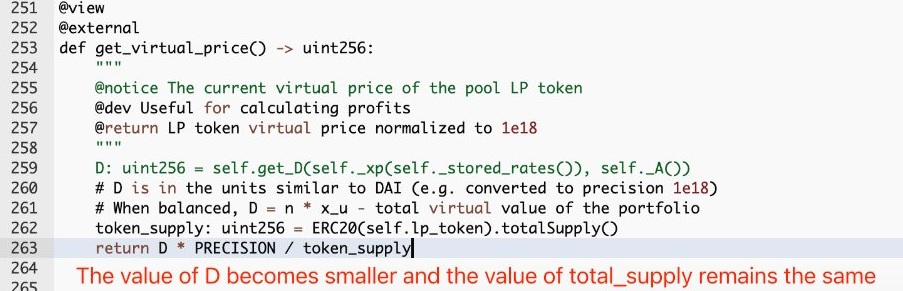 251 @view
252 @external
253 def get_virtual_price() -> uint256:
254 """
255 @notice The current virtual price of the pool LP token
256 @dev Useful for calculating profits
257 @return LP token virtual price normalized to 1e18
258 """
259 D: uint256 = self.get_D(self._xp(self._stored_rates()), self._A())
260 # D is in the units similar to DAI (e.g. converted to precision 1e18)
261 # When balanced, D = n * x_u - total virtual value of the portfolio
262 token_supply: uint256 = ERC20(self.lp_token).totalSupply()
263 return D * PRECISION / token_supply
264
The value of D becomes smaller and the value of total_supply remains the same
265